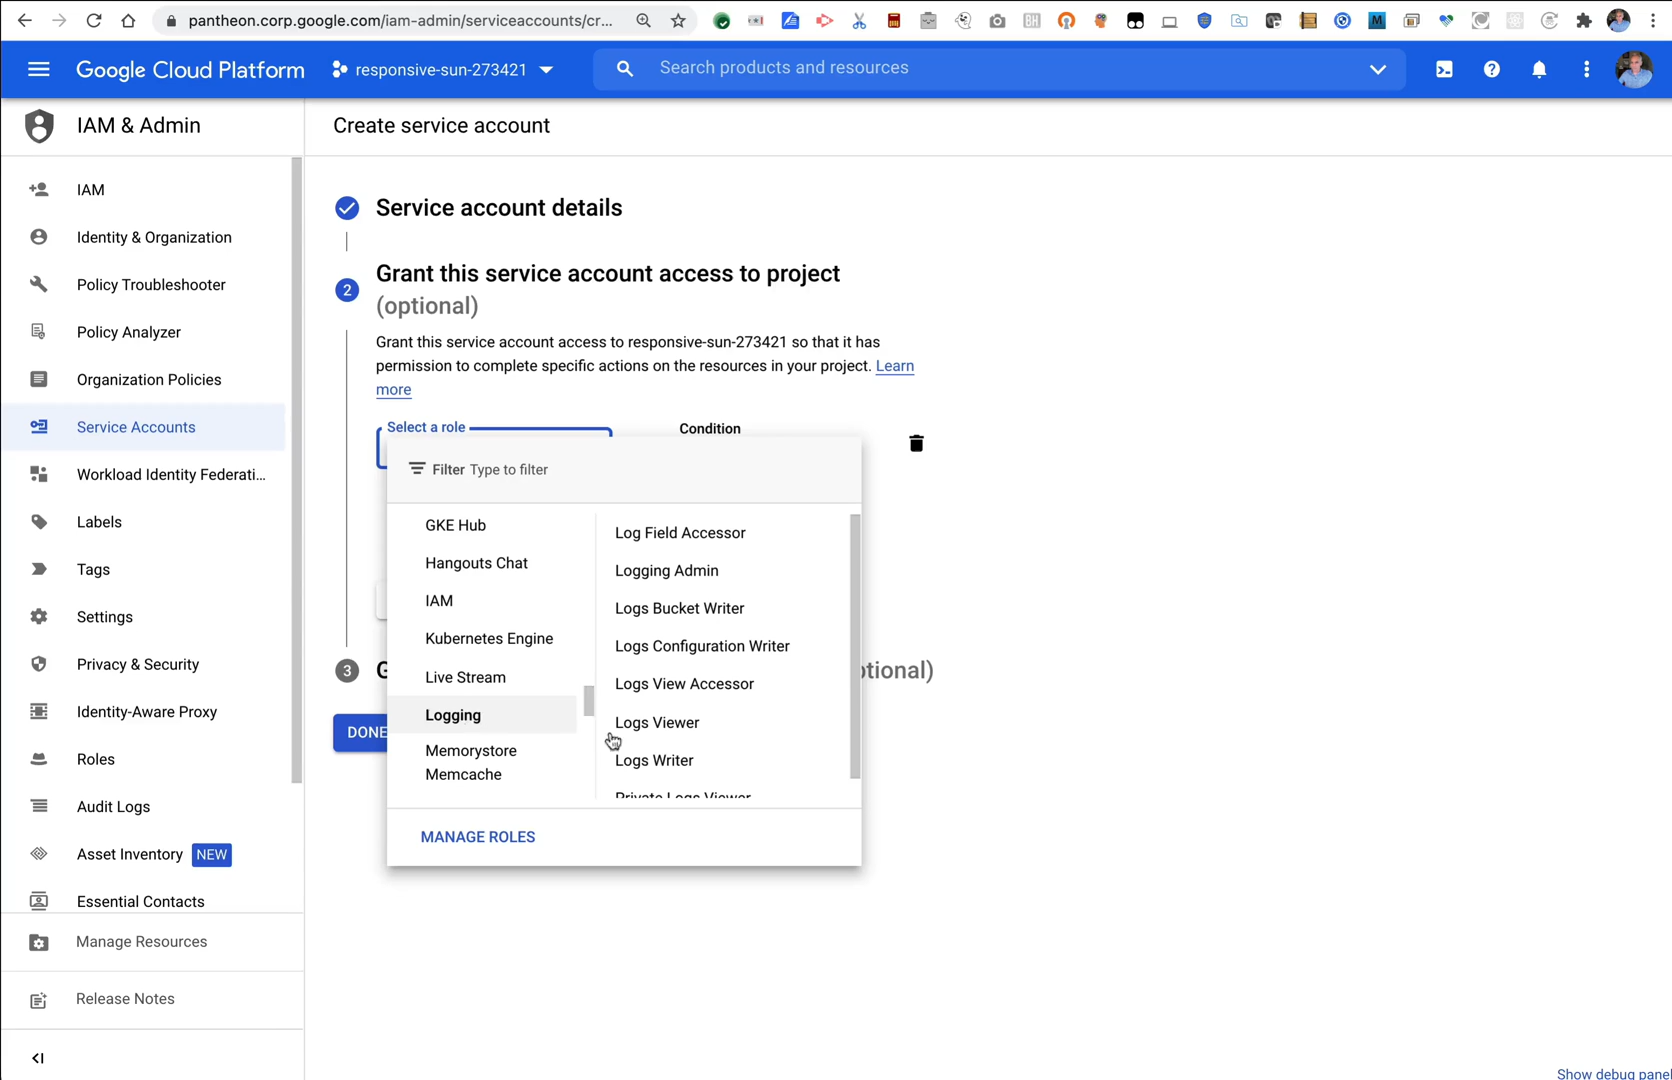 pantheon.corp.google.com/iam-admin/serviceaccounts/cr...
Google Cloud Platform
responsive-sun-273421
Search products and resources
IAM & Admin
Create service account
IAM
Identity & Organization
Policy Troubleshooter
Policy Analyzer
Organization Policies
Service Accounts
Workload Identity Federati...
Labels
Tags
Settings
Privacy & Security
Identity-Aware Proxy
Roles
Audit Logs
Asset Inventory NEW
Essential Contacts
Manage Resources
Release Notes
Service account details
2
Grant this service account access to project
(optional)
Grant this service account access to responsive-sun-273421 so that it has
permission to complete specific actions on the resources in your project. Learn
more
Select a role
Condition
Filter Type to filter
GKE Hub
Hangouts Chat
IAM
Kubernetes Engine
Live Stream
Logging
Memorystore
Memcache
Log Field Accessor
Logging Admin
Logs Bucket Writer
Logs Configuration Writer
Logs View Accessor
Logs Viewer
Logs Writer
Private Logs Viewer
MANAGE ROLES
3
DONE
Show debug panel